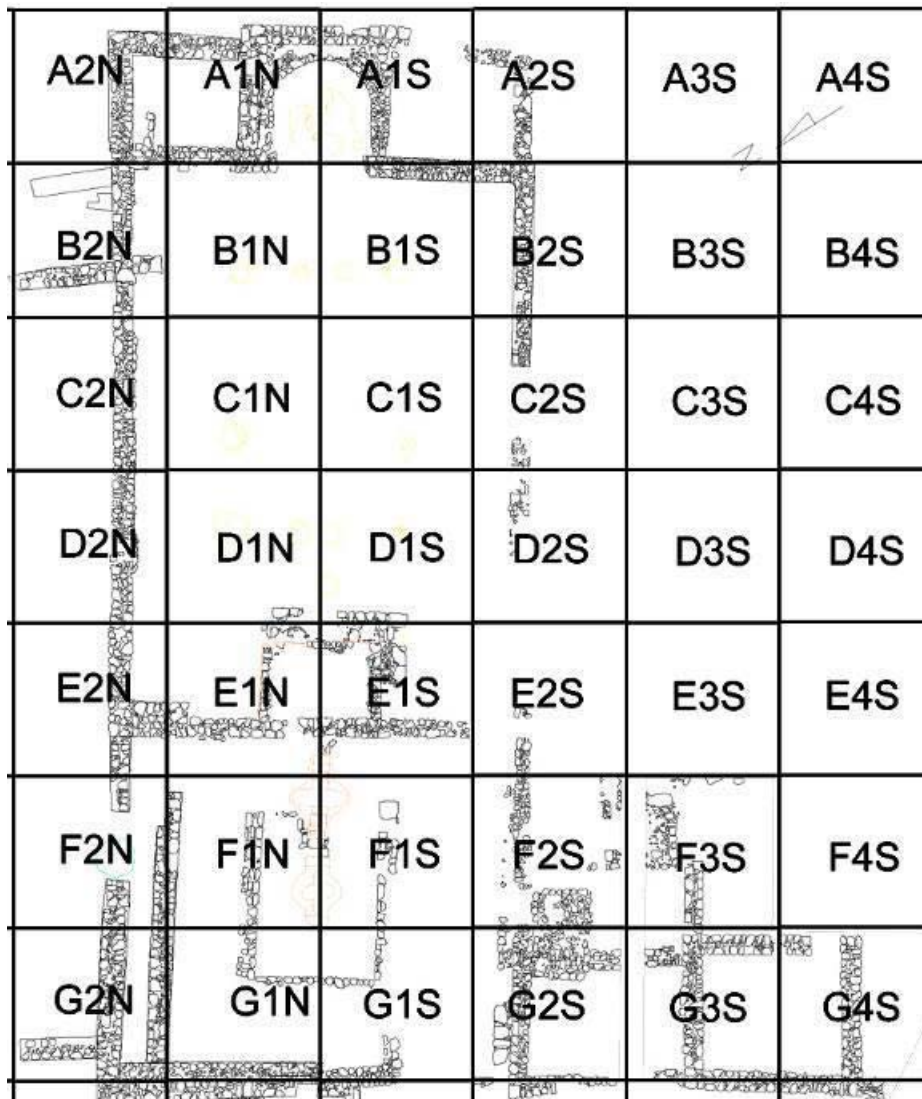 A2N A1N A1S A2S A3S A4S
N
B2N B1N B1S B2S B3S B4S
C2N C1N C1S C2S C3S C4S
D2N D1N D1S D2S D3S D4S
E2N E1N E1S E2S E3S E4S
F2N F1N F1S F2S F3S F4S
G2N G1N G1S G2S G3S G4S